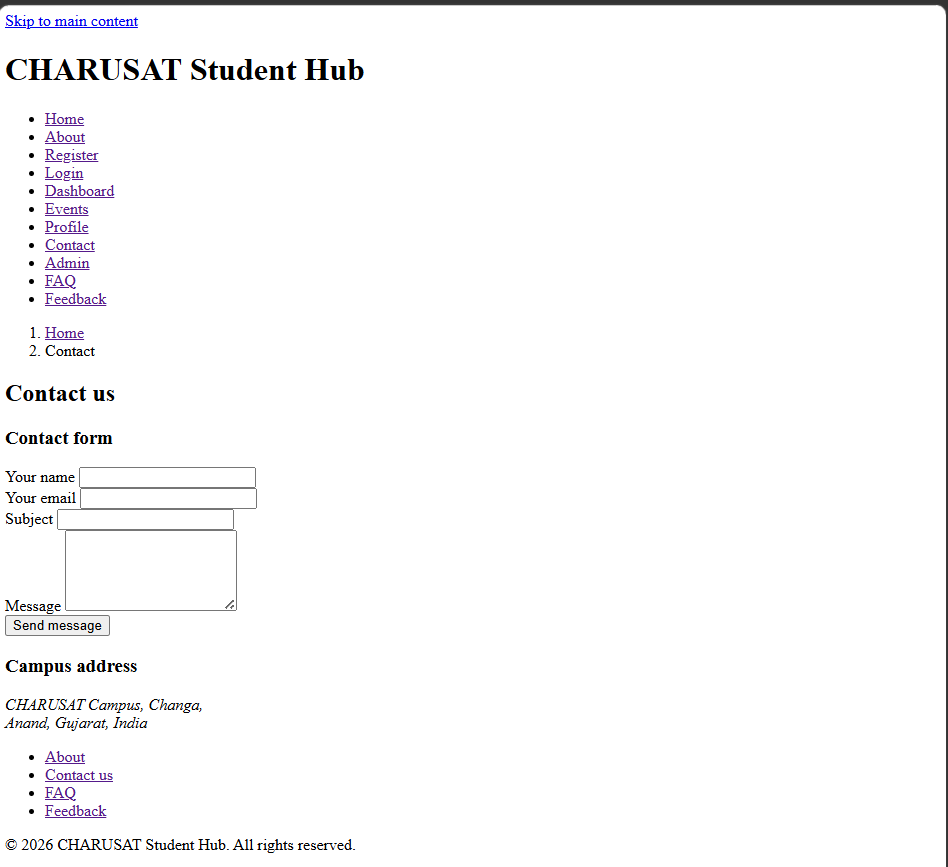 Skip to main content
CHARUSAT Student Hub
Home
About
Register
Login
Dashboard
Events
Profile
Contact
Admin
FAQ
Feedback
1. Home
2. Contact
Contact us
Contact form
Your name
Your email
Subject
Message
Send message
Campus address
CHARUSAT Campus, Changa,
Anand, Gujarat, India
About
Contact us
FAQ
Feedback
© 2026 CHARUSAT Student Hub. All rights reserved.